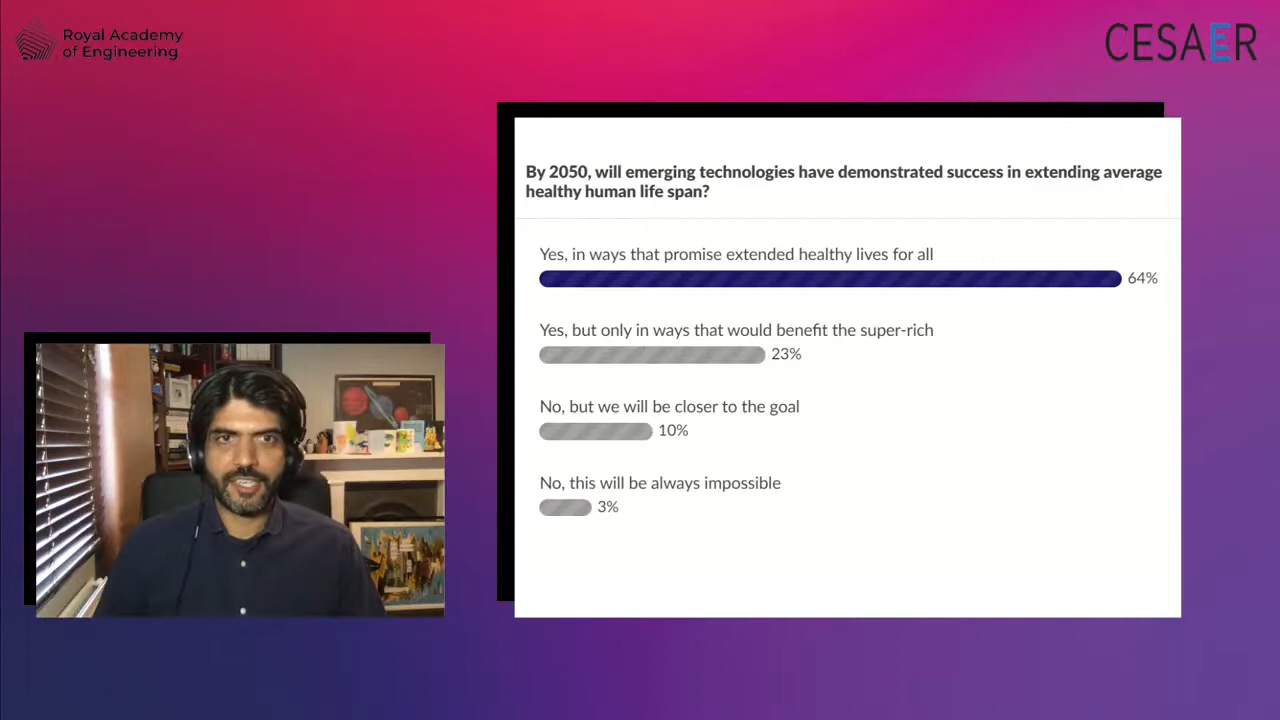 Royal Academy
of Engineering
CESAER
By 2050, will emerging technologies have demonstrated success in extending average
healthy human life span?
Yes, in ways that promise extended healthy lives for all
64%
Yes, but only in ways that would benefit the super-rich
23%
No, but we will be closer to the goal
10%
No, this will be always impossible
3%